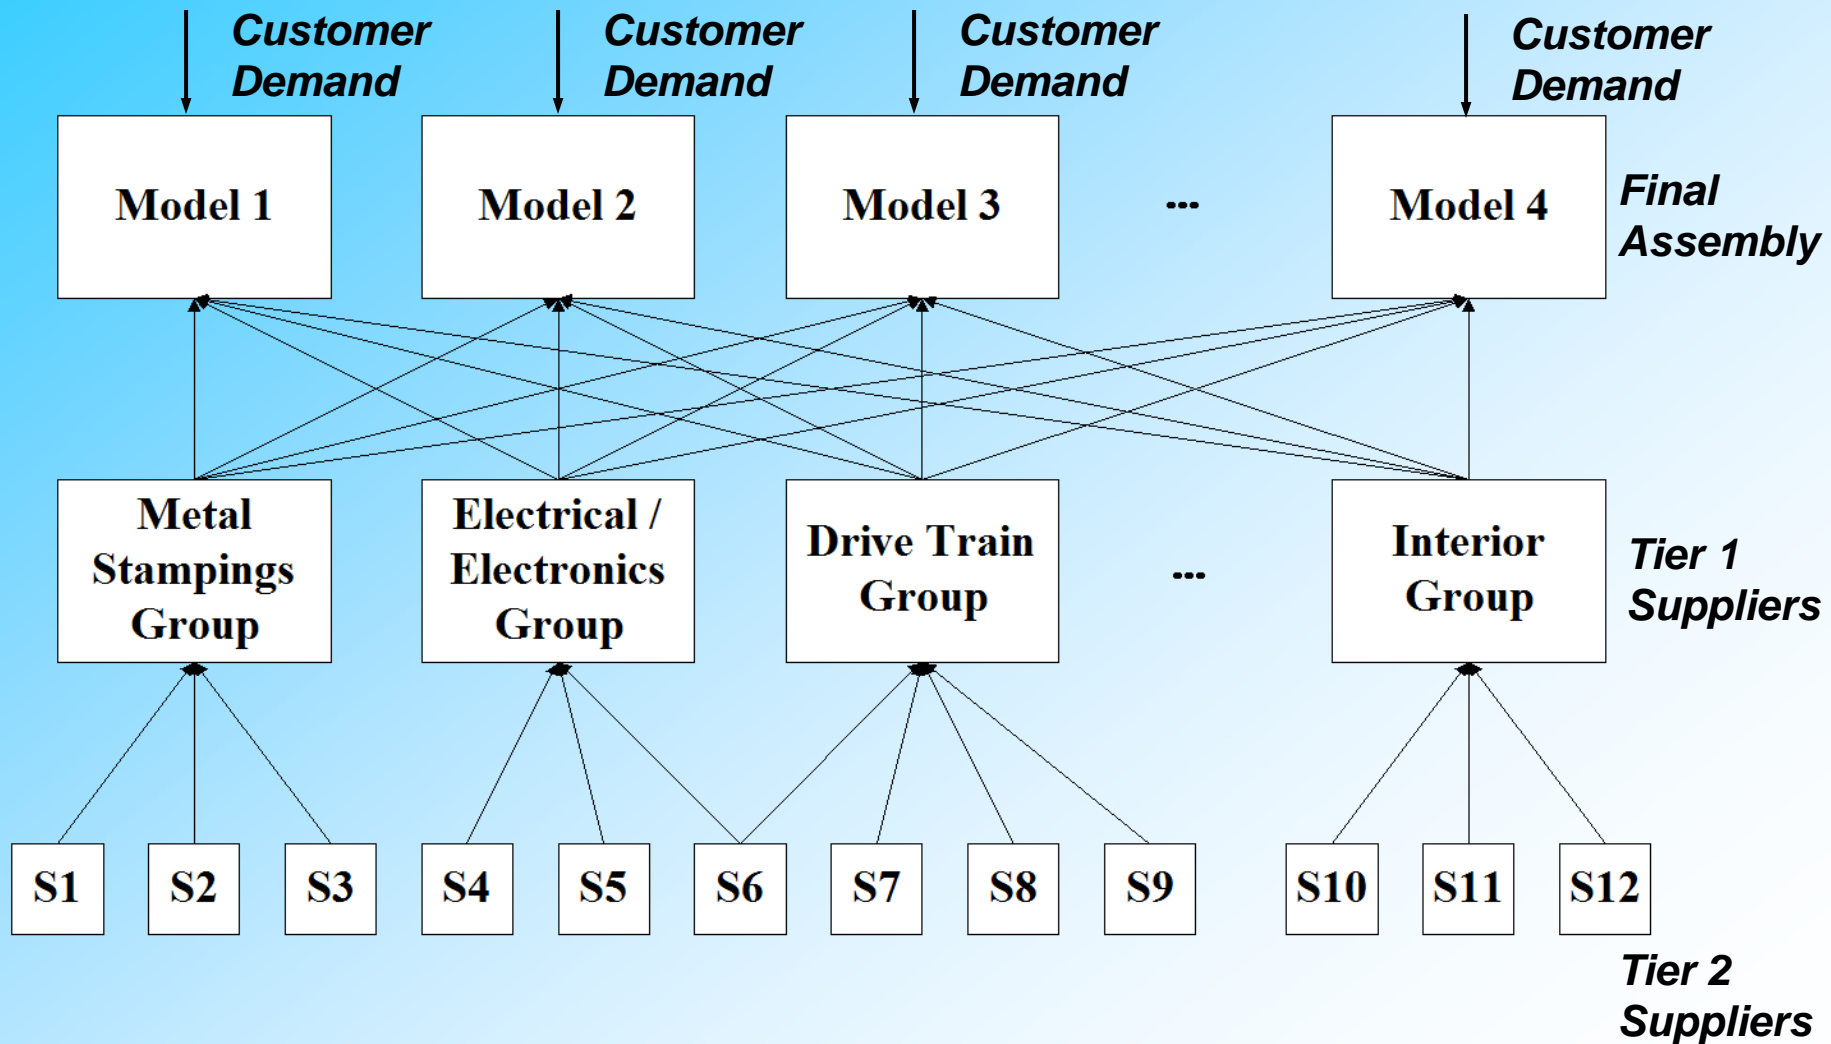 Customer
Demand
Customer
Demand
Customer
Demand
Customer
Demand
Model 1
Model 2
Model 3
...
Model 4
Final
Assembly
Metal
Stampings
Group
Electrical /
Electronics
Group
Drive Train
Group
...
Interior
Group
Tier 1
Suppliers
S1
S2
S3
S4
S5
S6
S7
S8
S9
S10
S11
S12
Tier 2
Suppliers